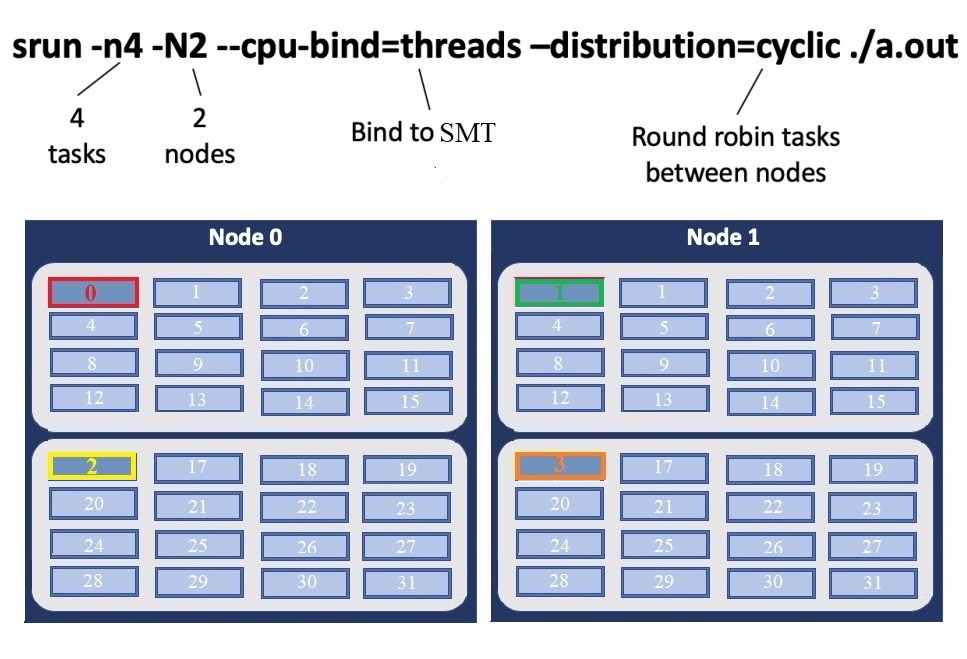 srun -n4 -N2 --cpu-bind=threads –distribution=cyclic ./a.out
4 tasks
2 nodes
Bind to SMT
Round robin tasks
between nodes
Node 0
0 1 2 3
4 5 6 7
8 9 10 11
12 13 14 15
2 17 18 19
20 21 22 23
24 25 26 27
28 29 30 31
Node 1
1 1 2 3
4 5 6 7
8 9 10 11
12 13 14 15
3 17 18 19
20 21 22 23
24 25 26 27
28 29 30 31